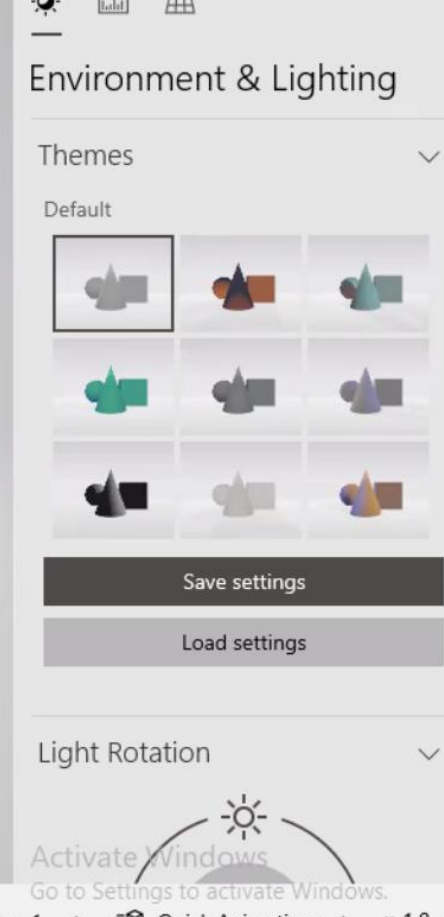 Environment & Lighting
Themes
Default
Save settings
Load settings
Light Rotation
Activate Windows
Go to Settings to activate Windows.